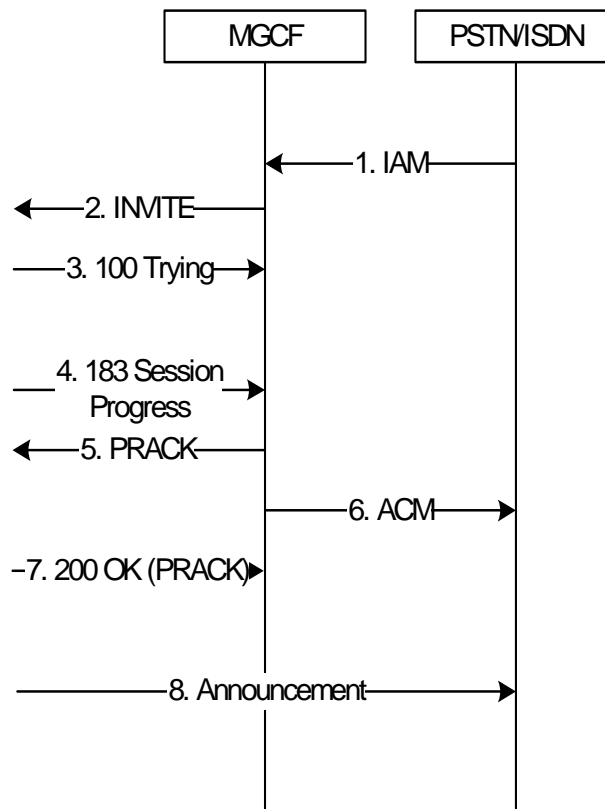 MGCF
PSTN/ISDN
1. IAM
2. INVITE
3. 100 Trying
4. 183 Session
Progress
5. PRACK
6. ACM
7. 200 OK (PRACK)
8. Announcement